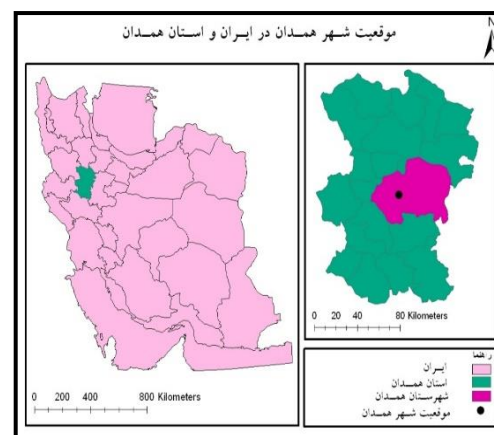 موقعیت شهر همدان در ایران و استان همدان
N
0 200 400 800 Kilometers
0 20 40 80 Kilometers
راهنما
ایران
استان همدان
شهرستان همدان
موقعیت شهر همدان